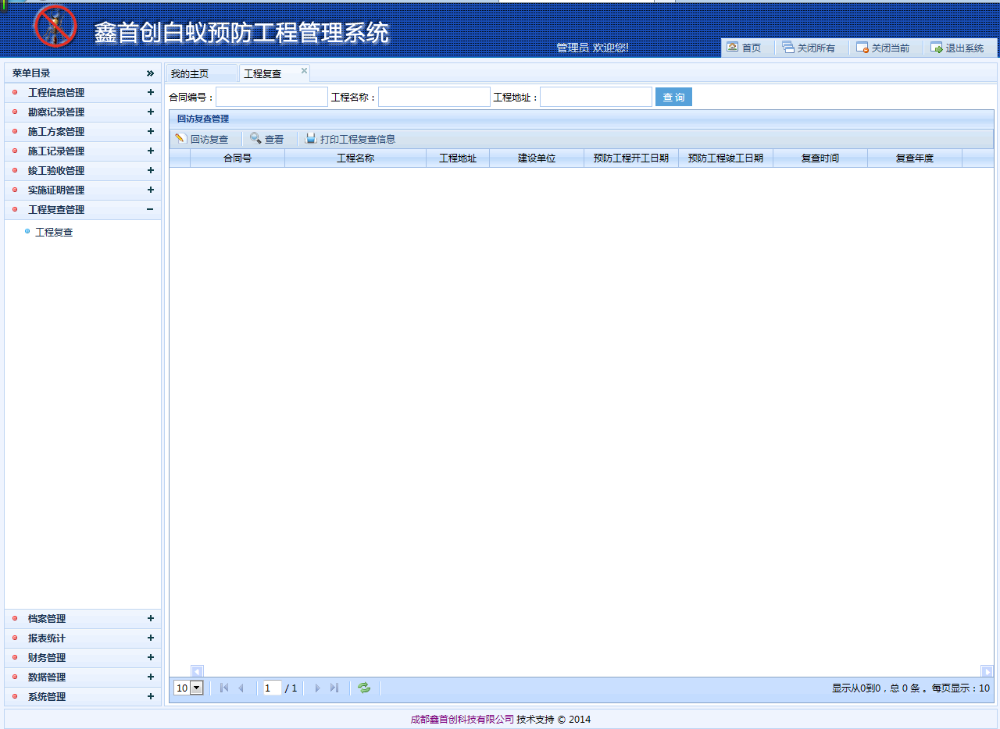 鑫首创白蚁预防工程管理系统
管理员 欢迎您!
首页 关闭所有 关闭当前 退出系统
菜单目录
工程信息管理
勘察记录管理
施工方案管理
施工记录管理
竣工验收管理
实施证明管理
工程复查管理
工程复查
档案管理
报表统计
财务管理
数据管理
系统管理
我的主页 工程复查
合同编号： 工程名称： 工程地址： 查 询
回访复查管理
回访复查 查看 打印工程复查信息
合同号 工程名称 工程地址 建设单位 预防工程开工日期 预防工程竣工日期 复查时间 复查年度
10 1 / 1 显示从0到0，总 0 条 。每页显示：10
成都鑫首创科技有限公司 技术支持 © 2014